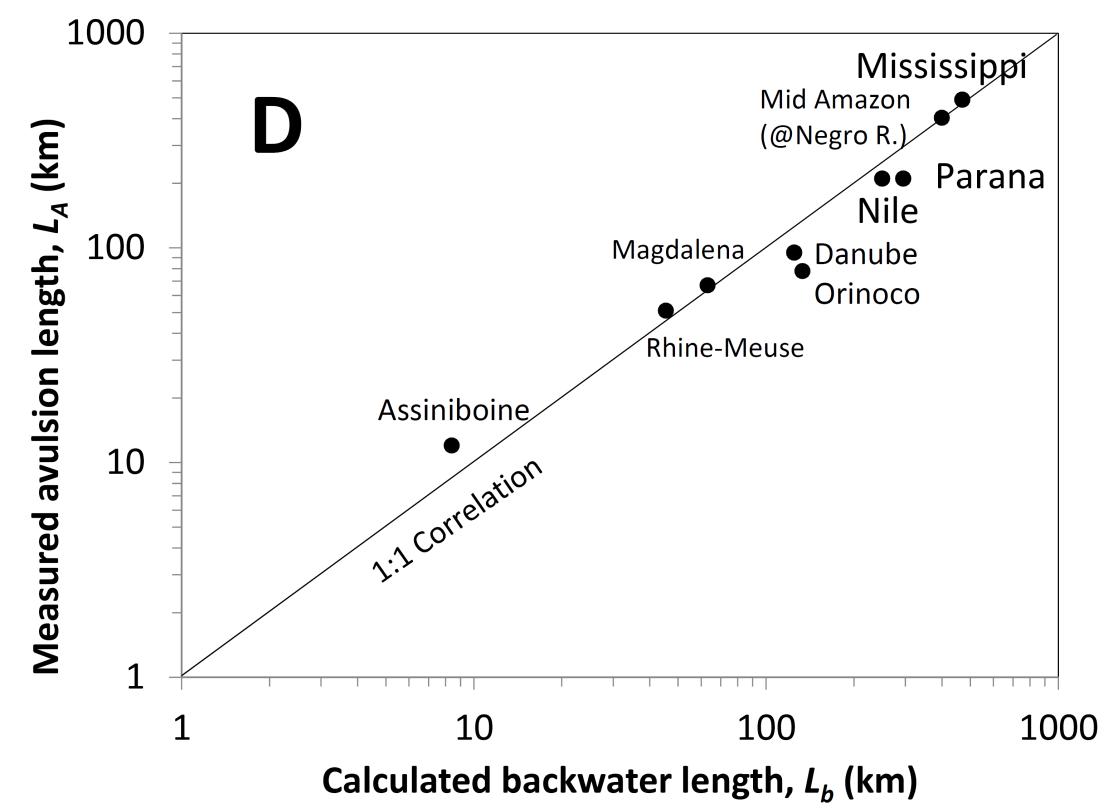 1000
Mississippi
D
Mid Amazon
(@Negro R.)
Parana
Nile
100
Magdalena
Danube
Orinoco
Rhine-Meuse
Assiniboine
10
1:1 Correlation
1
1 10 100 1000
Measured avulsion length, L_A (km)
Calculated backwater length, L_b (km)